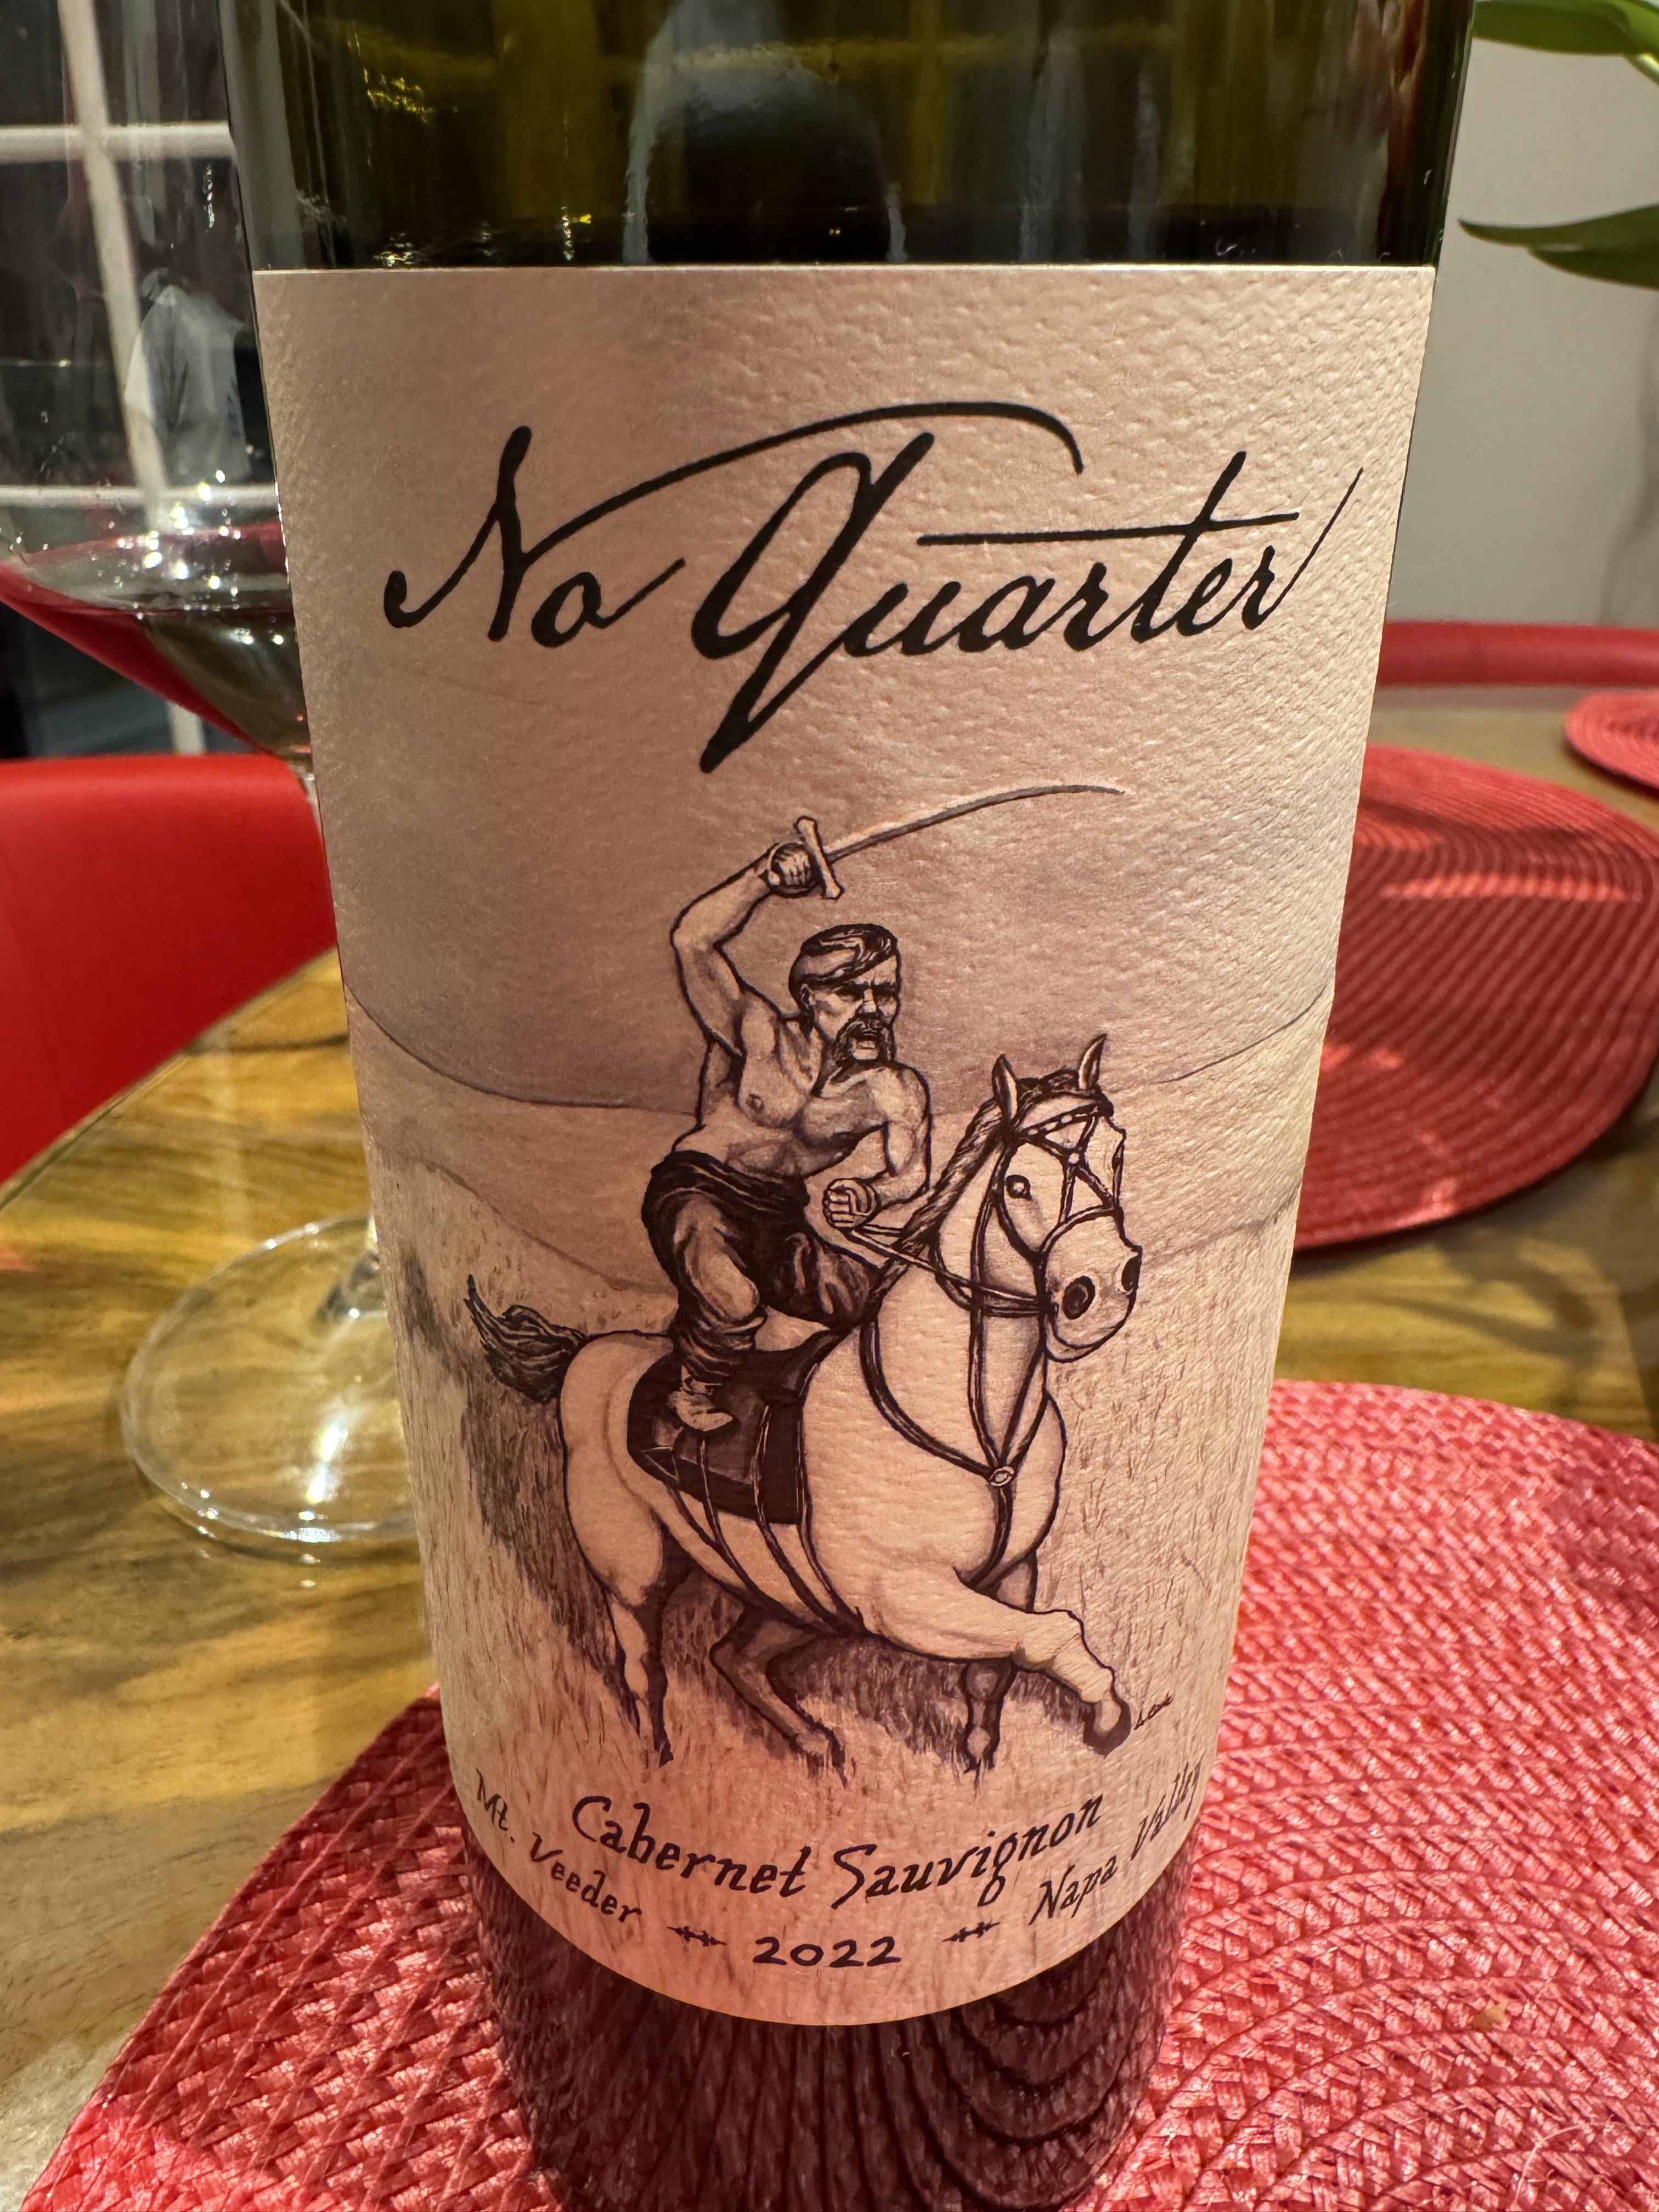 No Quarter
Cabernet Sauvignon
Mt. Veeder 2022 Napa Valley